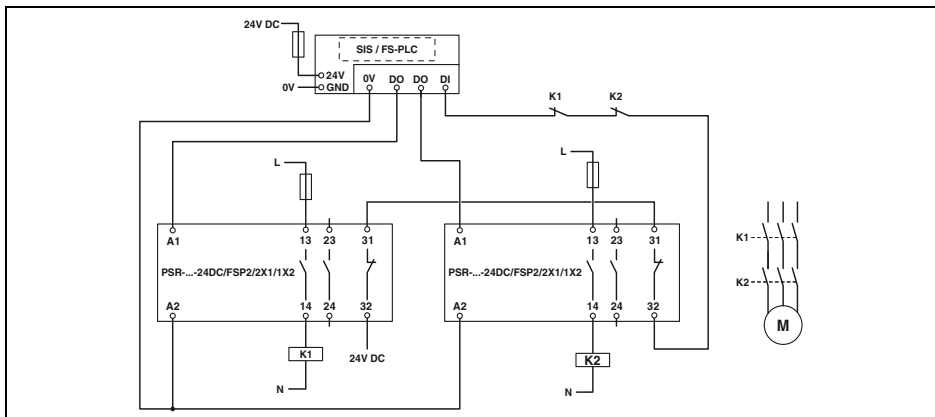 24V DC
SIS / FS-PLC
24V
0V DO DO DI
0V GND
K1 K2
L L
A1 13 23 31 A1 13 23 31
K1
PSR-...-24DC/FSP2/2X1/1X2 PSR-...-24DC/FSP2/2X1/1X2
K2
A2 14 24 32 A2 14 24 32
M
K1 24V DC K2
N N